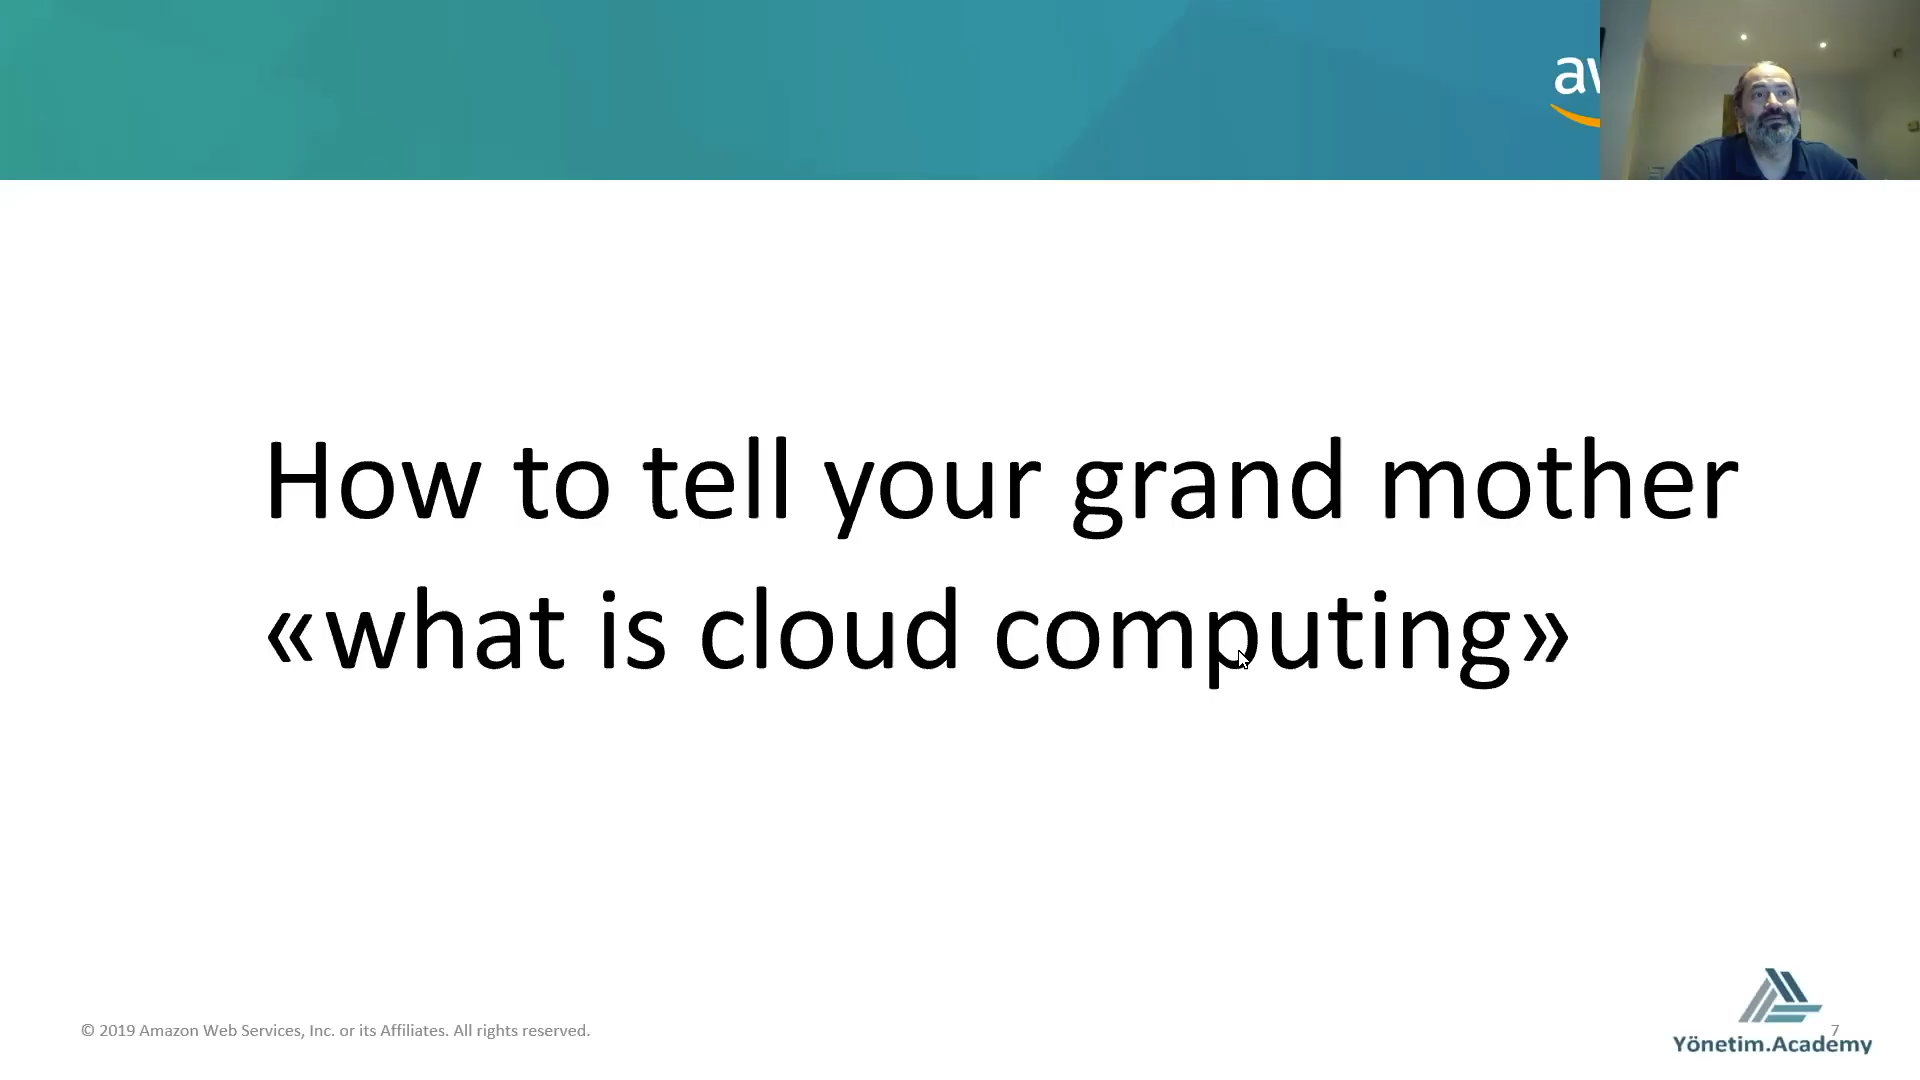 aw
How to tell your grand mother
«what is cloud computing»
© 2019 Amazon Web Services, Inc. or its Affiliates. All rights reserved.
7
Yönetim.Academy